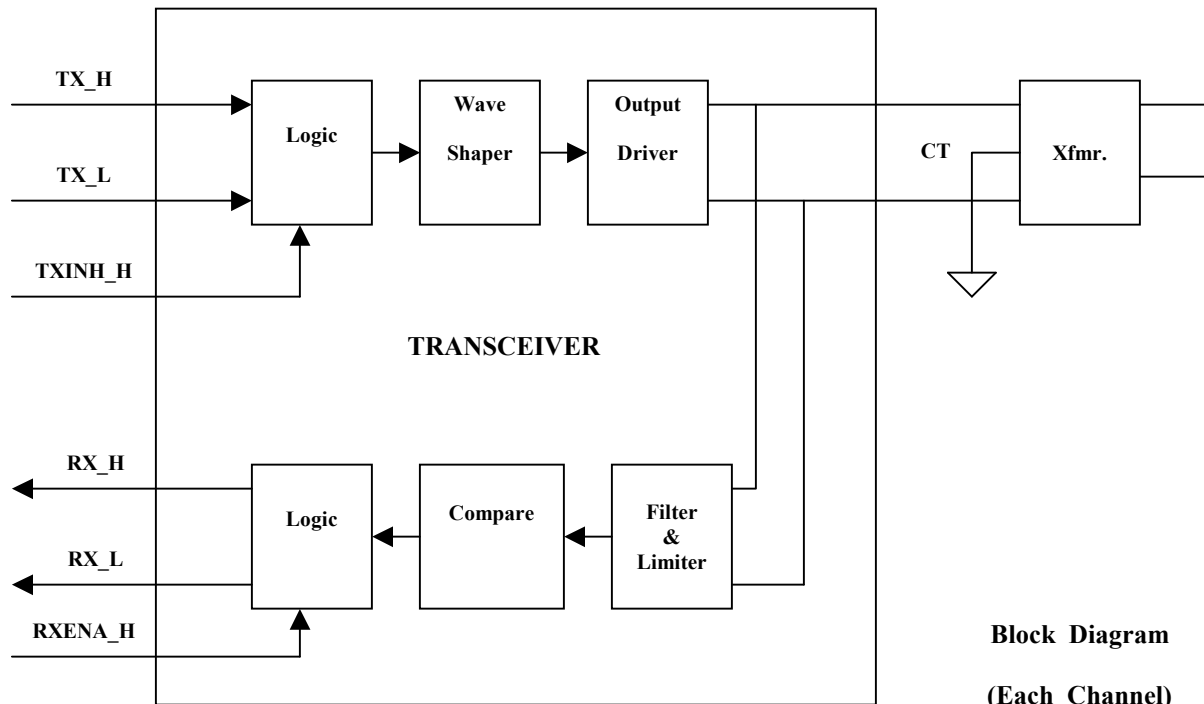 TX_H
TX_L
TXINH_H
Logic
Wave
Shaper
Output
Driver
CT
Xfmr.
TRANSCEIVER
RX_H
RX_L
RXENA_H
Logic
Compare
Filter
&
Limiter
Block Diagram
(Each Channel)